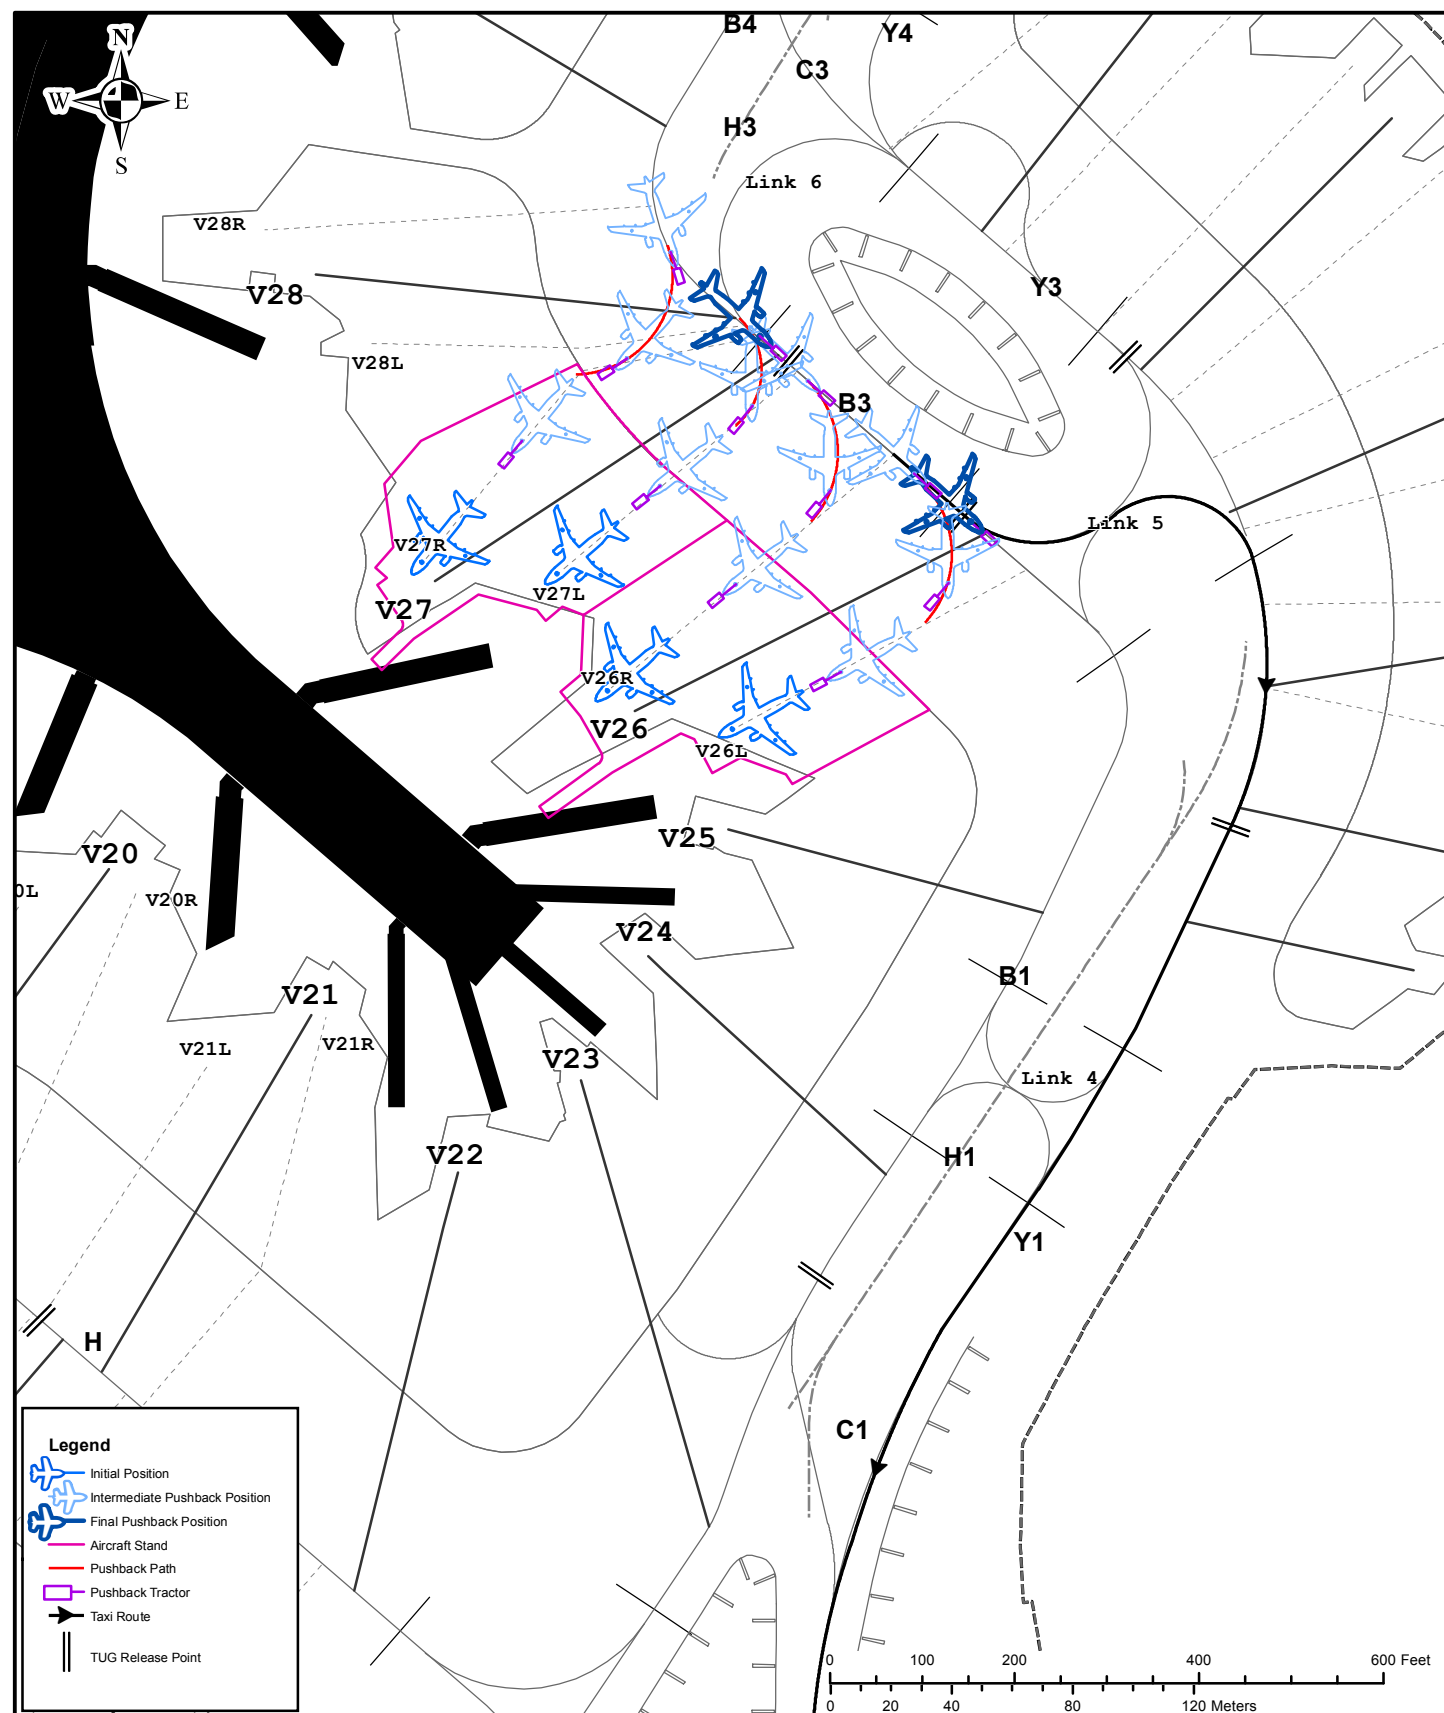 B4
Y4
N
C3
W
E
H3
S
Link 6
V28R
Y3
V28
V28L
B3
Link 5
V27R
V27L
V27
V26R
V26
V26L
V25
V20
0L
V20R
V24
B1
V21
V21R
V21L
V23
Link 4
V22
H1
Y1
H
C1
Legend
Initial Position
Intermediate Pushback Position
Final Pushback Position
Aircraft Stand
Pushback Path
Pushback Tractor
Taxi Route
TUG Release Point
0 100 200 400 600 Feet
0 20 40 80 120 Meters